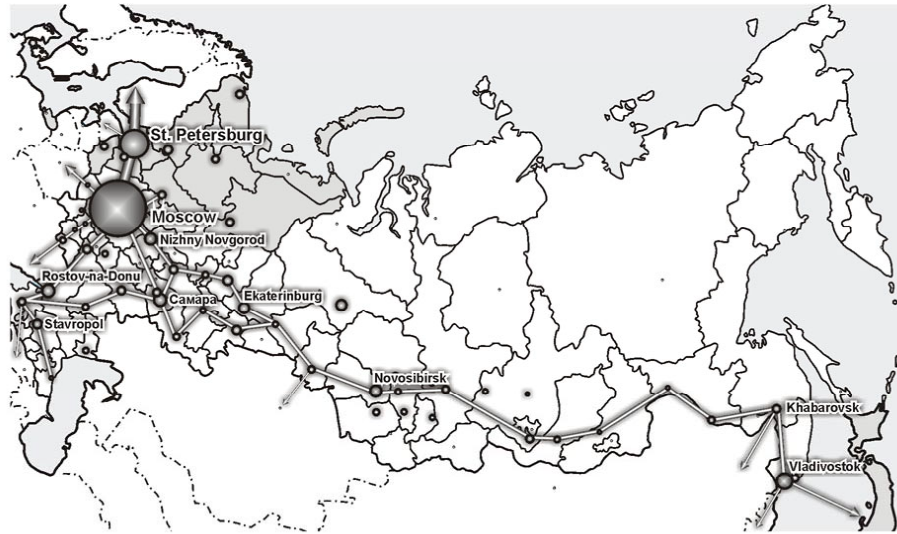 St. Petersburg
Moscow
Nizhny Novgorod
Rostov-na-Donu
Самара
Ekaterinburg
Stavropol
Novosibirsk
Khabarovsk
Vladivostok